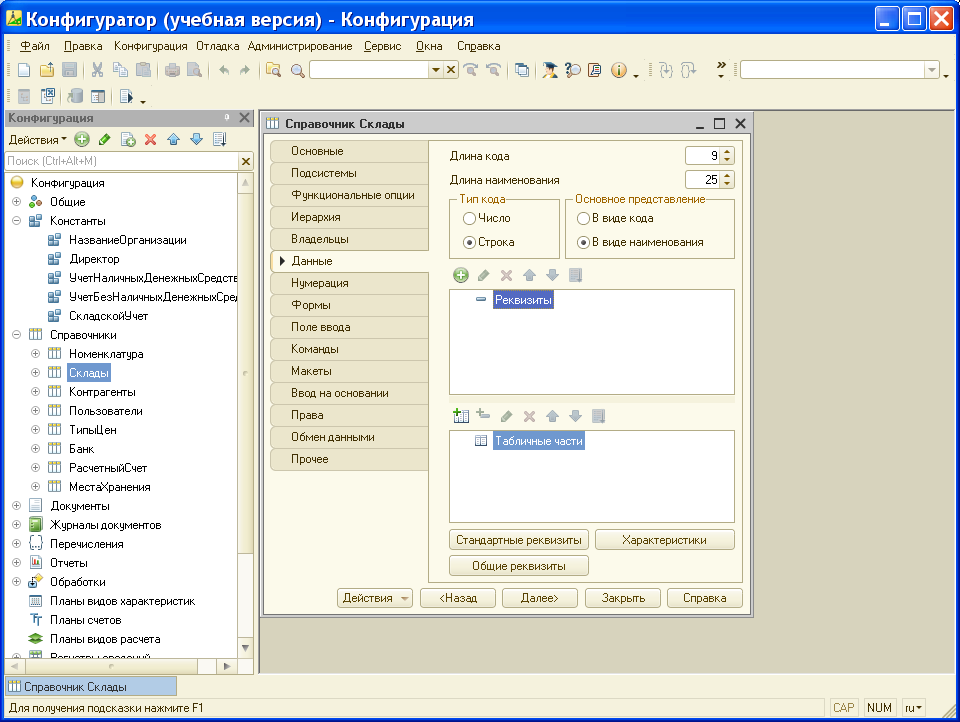 Конфигуратор (учебная версия) - Конфигурация
Файл Правка Конфигурация Отладка Администрирование Сервис Окна Справка
Конфигурация
Действия
Поиск (Ctrl+Alt+M)
Конфигурация
Общие
Константы
НазваниеОрганизации
Директор
УчетНаличныхДенежныхСредств
УчетБезНаличныхДенежныхСред
СкладскойУчет
Справочники
Номенклатура
Склады
Контрагенты
Пользователи
ТипыЦен
Банк
РасчетныйСчет
МестаХранения
Документы
Журналы документов
Перечисления
Отчеты
Обработки
Планы видов характеристик
Планы счетов
Планы видов расчета
Регистры сведений
Справочник Склады
Основные
Подсистемы
Функциональные опции
Иерархия
Владельцы
Данные
Нумерация
Формы
Поле ввода
Команды
Макеты
Ввод на основании
Права
Обмен данными
Прочее
Длина кода 9
Длина наименования 25
Тип кода
Число
Строка
Основное представление
В виде кода
В виде наименования
Реквизиты
Табличные части
Стандартные реквизиты Характеристики
Общие реквизиты
Действия <Назад Далее> Закрыть Справка
Справочник Склады
Для получения подсказки нажмите F1 CAP NUM ru